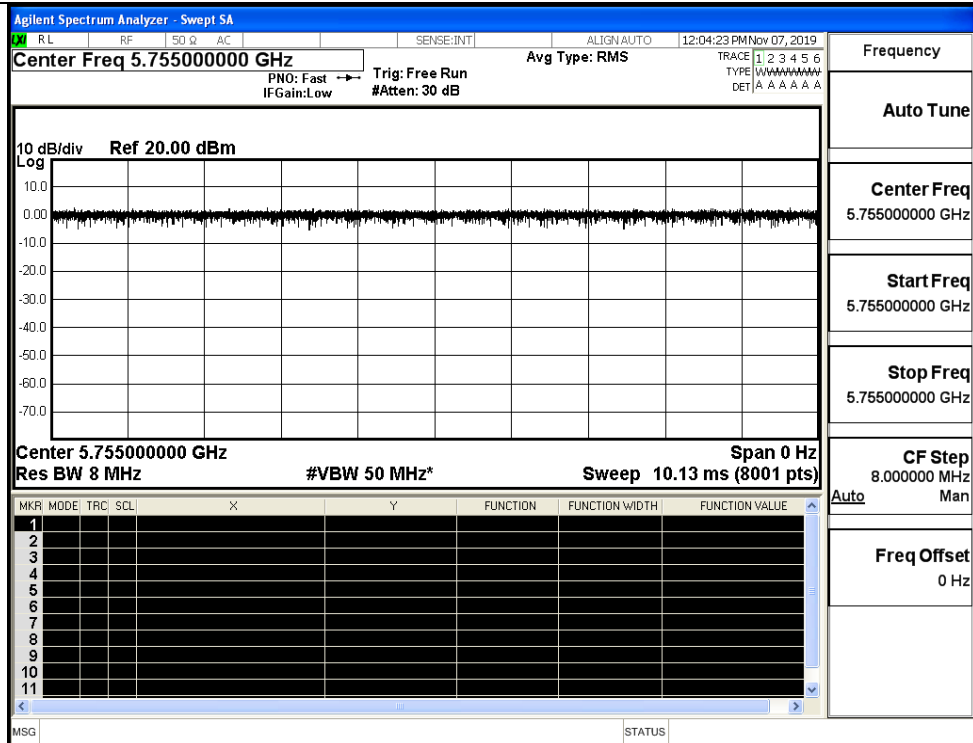 Agilent Spectrum Analyzer - Swept SA
LXI RL RF 50 Ω AC SENSE:INT ALIGN AUTO 12:04:23 PM Nov 07, 2019
Center Freq 5.755000000 GHz
PNO: Fast
IFGain:Low
Trig: Free Run
#Atten: 30 dB
Avg Type: RMS
TRACE 1 2 3 4 5 6
TYPE WWWWWW
DET A A A A A A
10 dB/div Ref 20.00 dBm
Log
10.0
0.00
-10.0
-20.0
-30.0
-40.0
-50.0
-60.0
-70.0
Center 5.755000000 GHz Span 0 Hz
Res BW 8 MHz #VBW 50 MHz* Sweep 10.13 ms (8001 pts)
MKR MODE TRC SCL X Y FUNCTION FUNCTION WIDTH FUNCTION VALUE
1
2
3
4
5
6
7
8
9
10
11
MSG STATUS
Frequency
Auto Tune
Center Freq
5.755000000 GHz
Start Freq
5.755000000 GHz
Stop Freq
5.755000000 GHz
CF Step
8.000000 MHz
Auto Man
Freq Offset
0 Hz